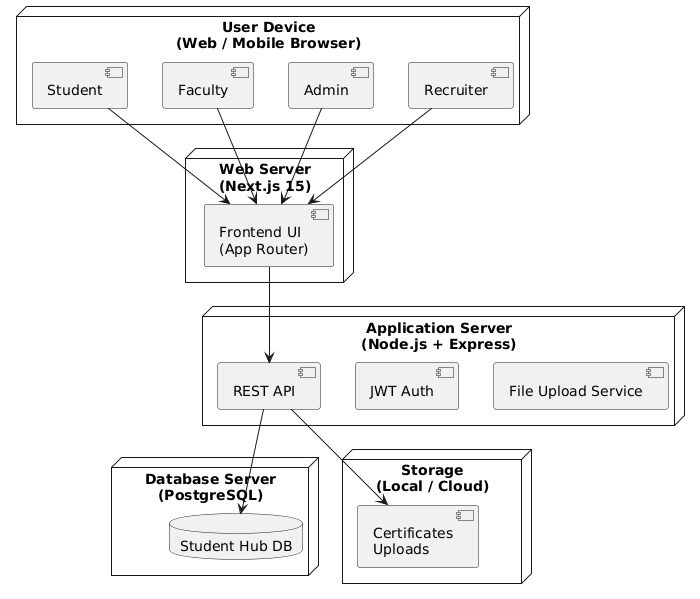 User Device
(Web / Mobile Browser)
Student
Faculty
Admin
Recruiter
Web Server
(Next.js 15)
Frontend UI
(App Router)
Application Server
(Node.js + Express)
REST API
JWT Auth
File Upload Service
Database Server
(PostgreSQL)
Student Hub DB
Storage
(Local / Cloud)
Certificates
Uploads